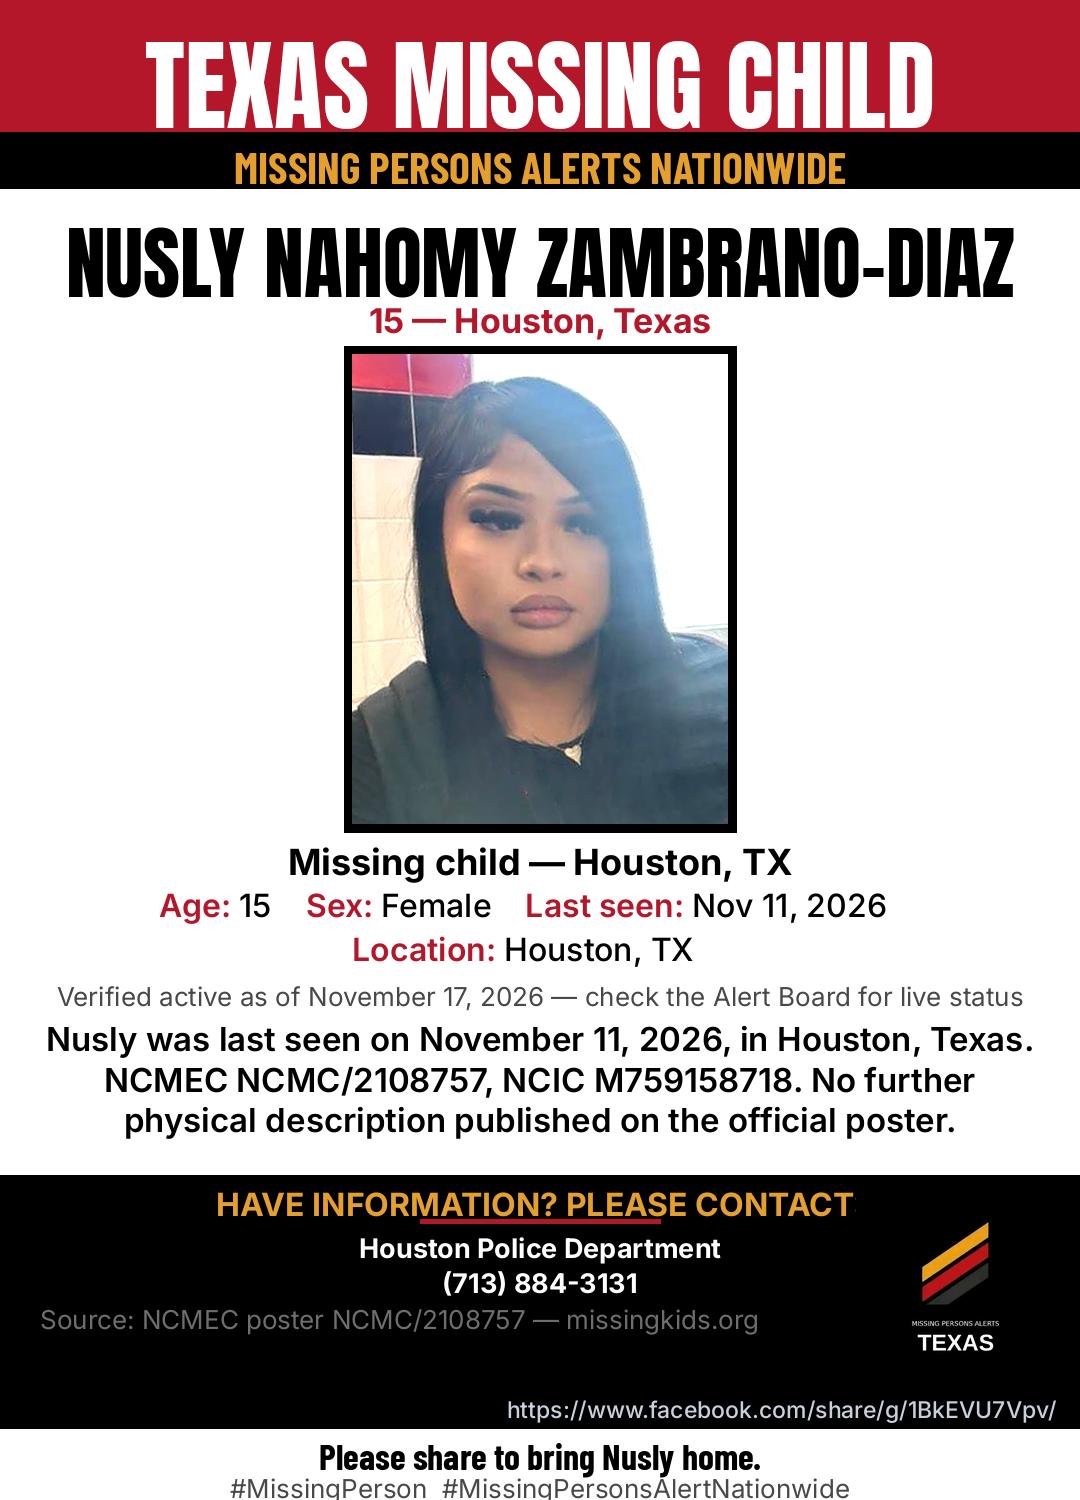 TEXAS MISSING CHILD
MISSING PERSONS ALERTS NATIONWIDE
NUSLY NAHOMY ZAMBRANO-DIAZ
15 — Houston, Texas
Missing child — Houston, TX
Age: 15 Sex: Female Last seen: Nov 11, 2026
Location: Houston, TX
Verified active as of November 17, 2026 — check the Alert Board for live status
Nusly was last seen on November 11, 2026, in Houston, Texas.
NCMEC NCMC/2108757, NCIC M759158718. No further
physical description published on the official poster.
HAVE INFORMATION? PLEASE CONTACT:
Houston Police Department
(713) 884-3131
Source: NCMEC poster NCMC/2108757 — missingkids.org
MISSING PERSONS ALERTS
TEXAS
https://www.facebook.com/share/g/1BkEVU7Vpv/
Please share to bring Nusly home.
#MissingPerson #MissingPersonsAlertNationwide